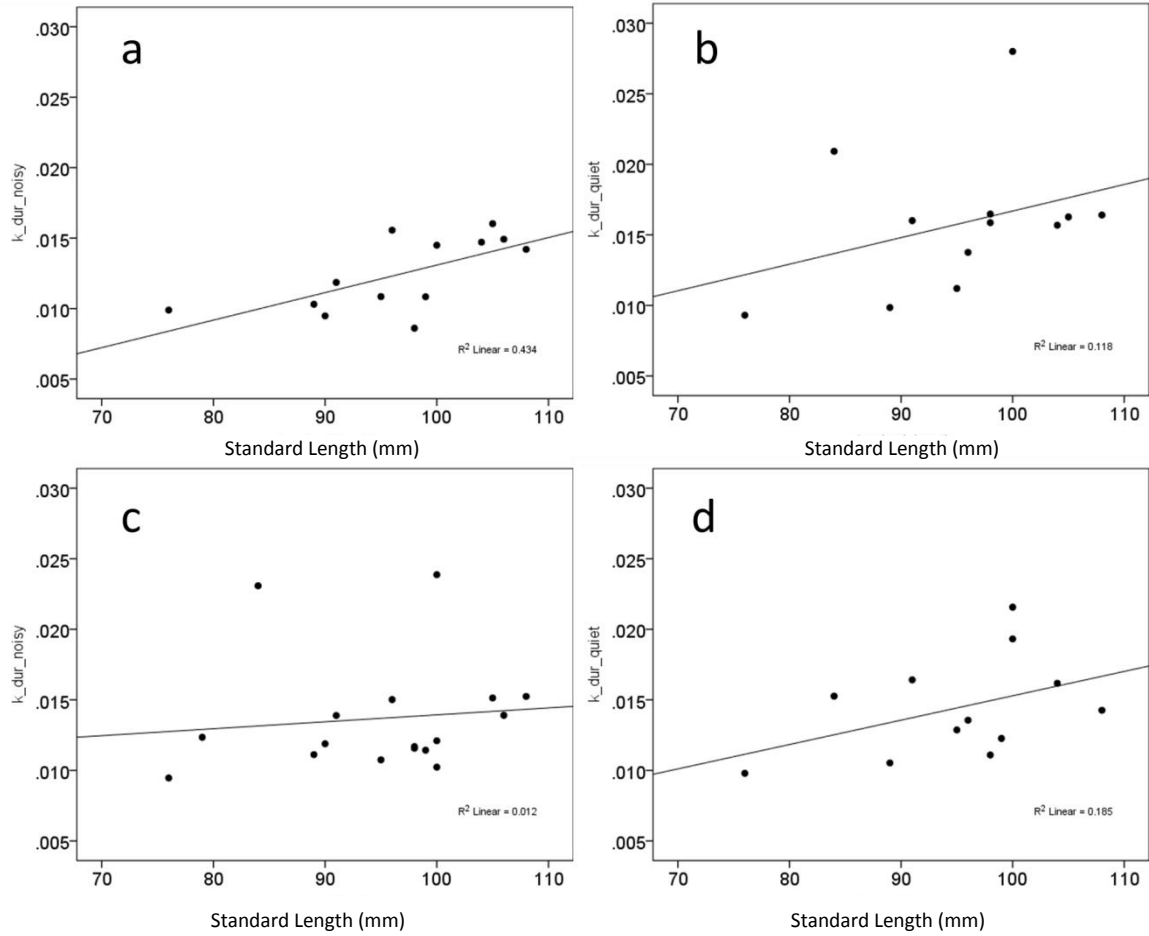 a
.030
.025
.020
.015
.010
.005
k_dur_noisy
R2 Linear = 0.434
70 80 90 100 110
Standard Length (mm)
b
.030
.025
.020
.015
.010
.005
k_dur_quiet
R2 Linear = 0.118
70 80 90 100 110
Standard Length (mm)
c
.030
.025
.020
.015
.010
.005
k_dur_noisy
R2 Linear = 0.012
70 80 90 100 110
Standard Length (mm)
d
.030
.025
.020
.015
.010
.005
k_dur_quiet
R2 Linear = 0.185
70 80 90 100 110
Standard Length (mm)